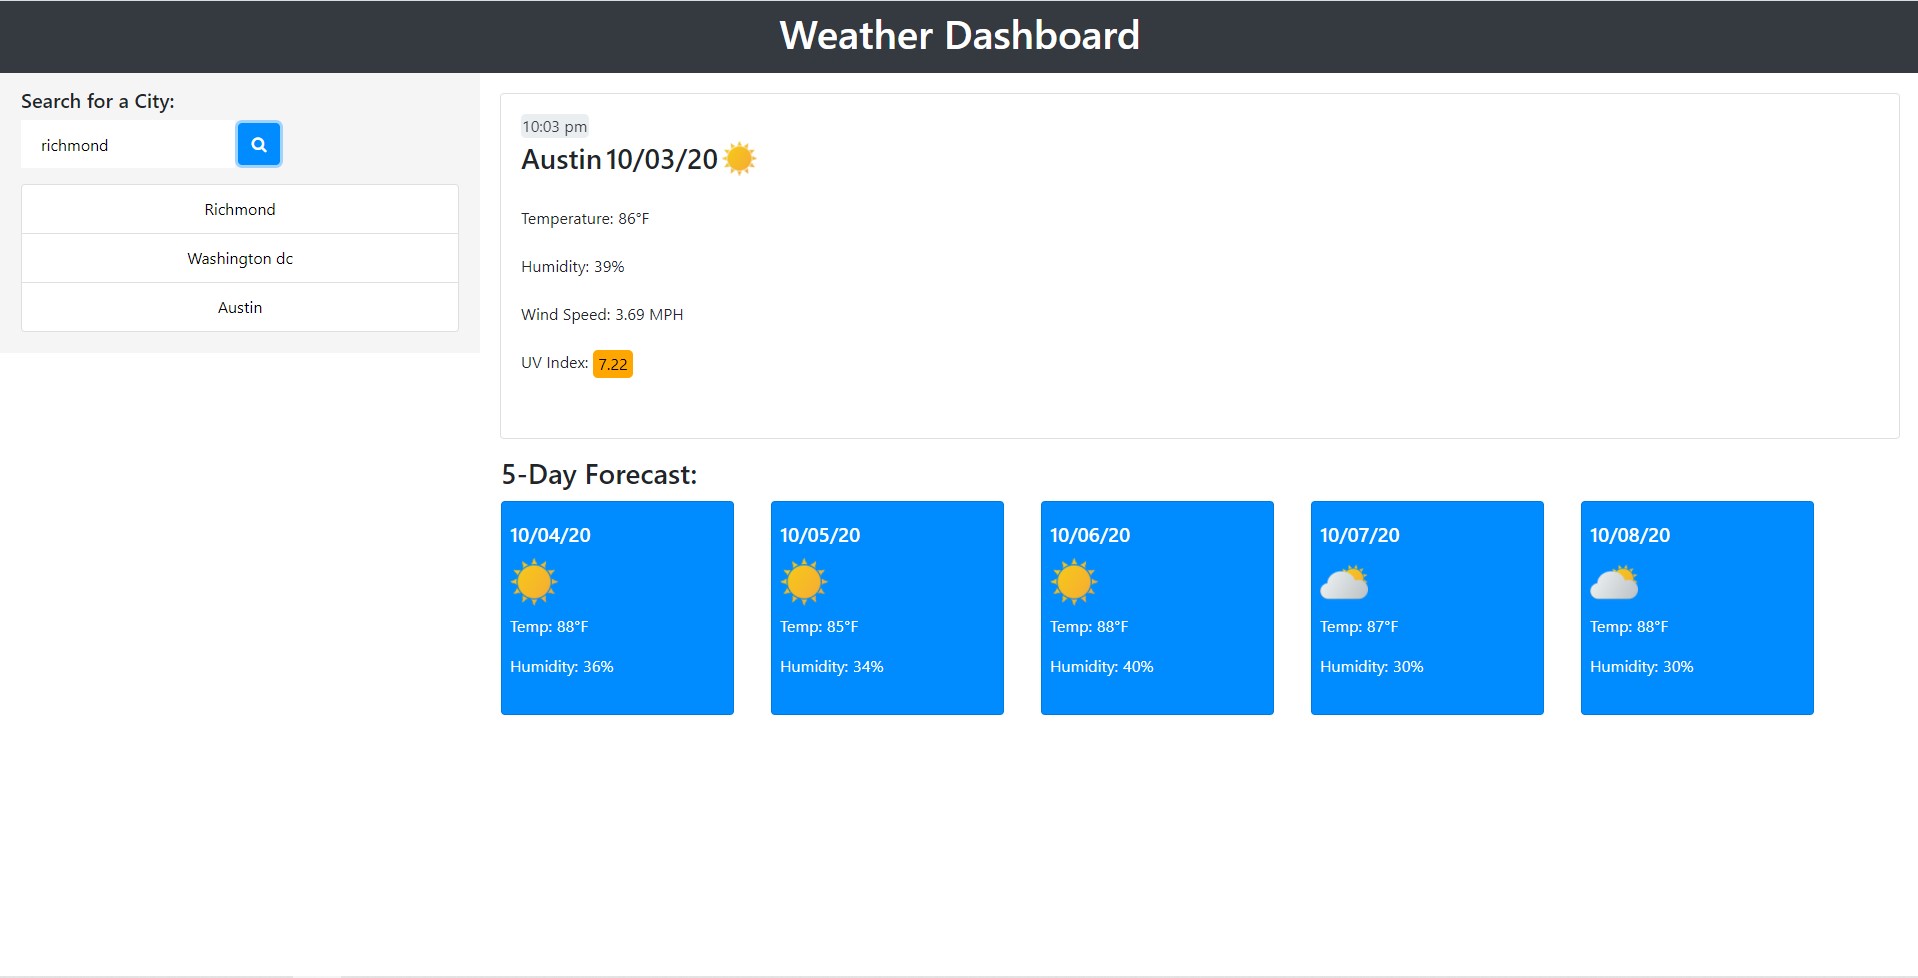 Weather Dashboard
Search for a City:
richmond
Richmond
Washington dc
Austin
10:03 pm
Austin 10/03/20
Temperature: 86°F
Humidity: 39%
Wind Speed: 3.69 MPH
UV Index: 7.22
5-Day Forecast:
10/04/20
Temp: 88°F
Humidity: 36%
10/05/20
Temp: 85°F
Humidity: 34%
10/06/20
Temp: 88°F
Humidity: 40%
10/07/20
Temp: 87°F
Humidity: 30%
10/08/20
Temp: 88°F
Humidity: 30%